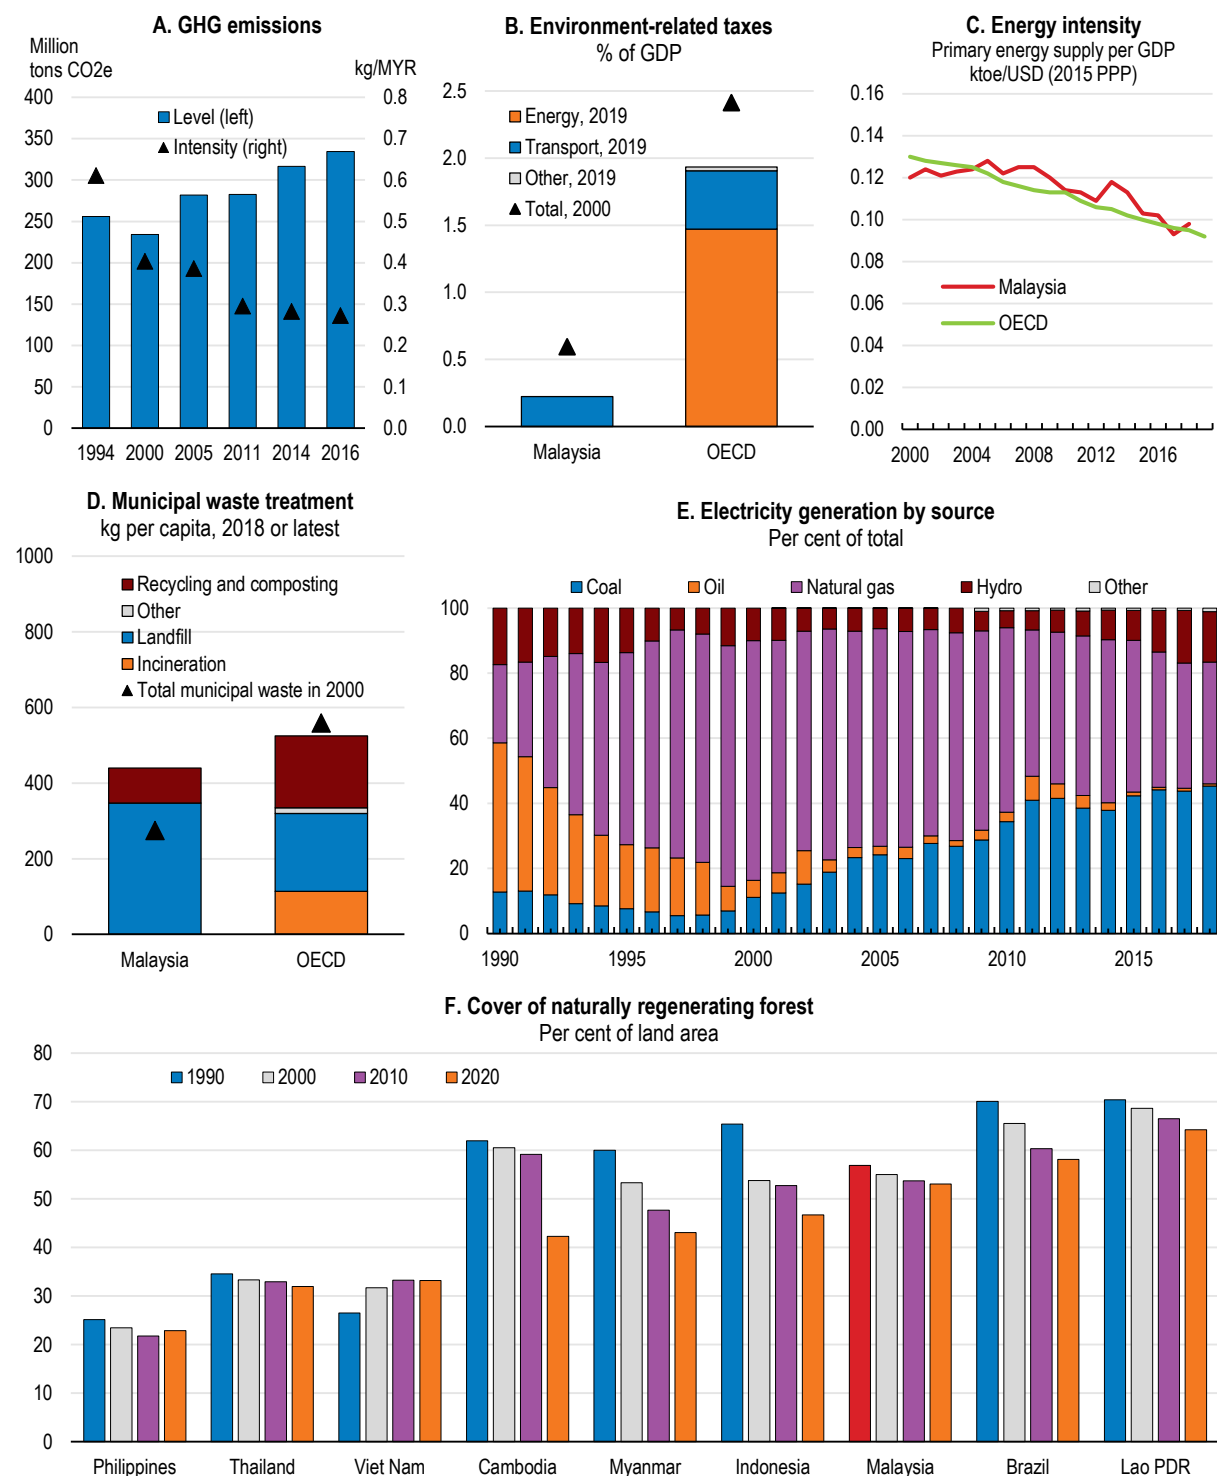 A. GHG emissions
Million
tons CO2e
kg/MYR
400
350
300
250
200
150
100
50
0
0.8
0.7
0.6
0.5
0.4
0.3
0.2
0.1
0.0
Level (left)
Intensity (right)
1994 2000 2005 2011 2014 2016
B. Environment-related taxes
% of GDP
2.5
2.0
1.5
1.0
0.5
0.0
Energy, 2019
Transport, 2019
Other, 2019
Total, 2000
Malaysia OECD
C. Energy intensity
Primary energy supply per GDP
ktoe/USD (2015 PPP)
0.16
0.14
0.12
0.10
0.08
0.06
0.04
0.02
0.00
Malaysia
OECD
2000 2004 2008 2012 2016
D. Municipal waste treatment
kg per capita, 2018 or latest
1000
800
600
400
200
0
Recycling and composting
Other
Landfill
Incineration
Total municipal waste in 2000
Malaysia OECD
E. Electricity generation by source
Per cent of total
Coal Oil Natural gas Hydro Other
100
80
60
40
20
0
1990 1995 2000 2005 2010 2015
F. Cover of naturally regenerating forest
Per cent of land area
80
70
60
50
40
30
20
10
0
1990 2000 2010 2020
Philippines Thailand Viet Nam Cambodia Myanmar Indonesia Malaysia Brazil Lao PDR